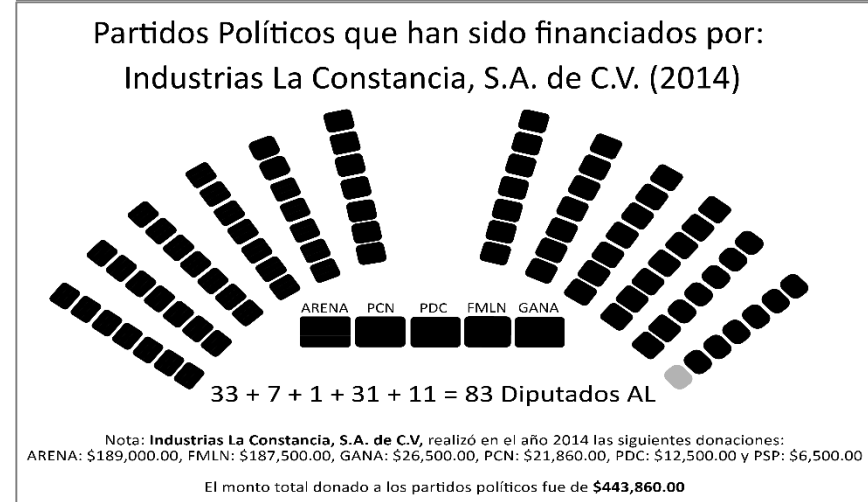 Partidos Políticos que han sido financiados por:
Industrias La Constancia, S.A. de C.V. (2014)
ARENA PCN PDC FMLN GANA
33 + 7 + 1 + 31 + 11 = 83 Diputados AL
Nota: Industrias La Constancia, S.A. de C.V, realizó en el año 2014 las siguientes donaciones:
ARENA: $189,000.00, FMLN: $187,500.00, GANA: $26,500.00, PCN: $21,860.00, PDC: $12,500.00 y PSP: $6,500.00
El monto total donado a los partidos políticos fue de $443,860.00